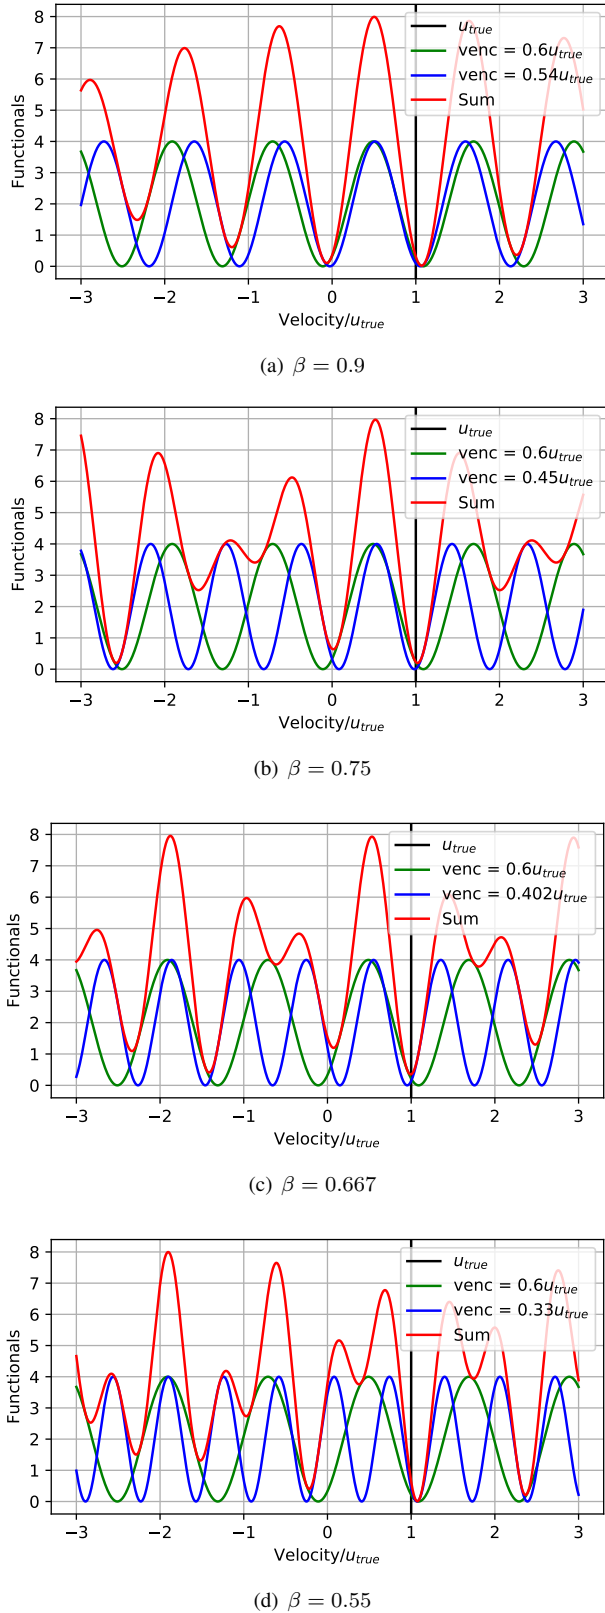 8
7
6
5
4
3
2
1
0
Functionals
u_true
venc = 0.6u_true
venc = 0.54u_true
Sum
−3 −2 −1 0 1 2 3
Velocity/u_true
(a) β = 0.9
8
7
6
5
4
3
2
1
0
Functionals
u_true
venc = 0.6u_true
venc = 0.45u_true
Sum
−3 −2 −1 0 1 2 3
Velocity/u_true
(b) β = 0.75
8
7
6
5
4
3
2
1
0
Functionals
u_true
venc = 0.6u_true
venc = 0.402u_true
Sum
−3 −2 −1 0 1 2 3
Velocity/u_true
(c) β = 0.667
8
7
6
5
4
3
2
1
0
Functionals
u_true
venc = 0.6u_true
venc = 0.33u_true
Sum
−3 −2 −1 0 1 2 3
Velocity/u_true
(d) β = 0.55